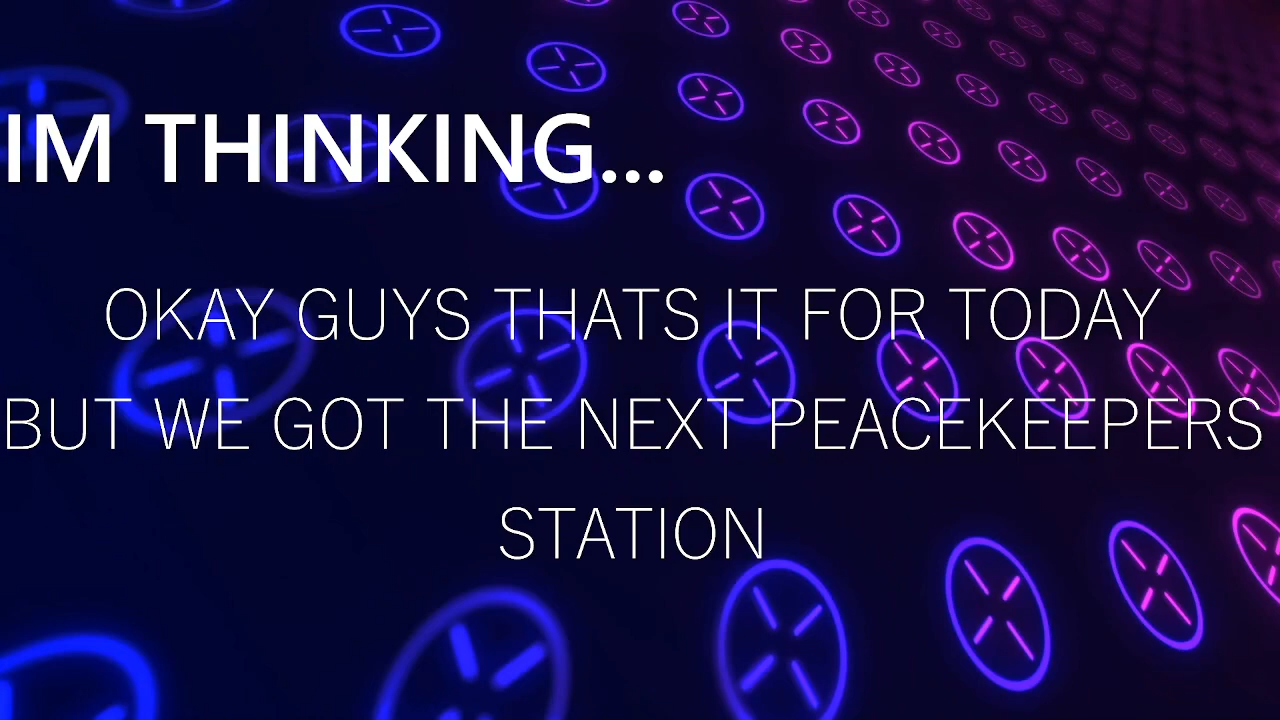 IM THINKING...
OKAY GUYS THATS IT FOR TODAY
BUT WE GOT THE NEXT PEACEKEEPERS
STATION